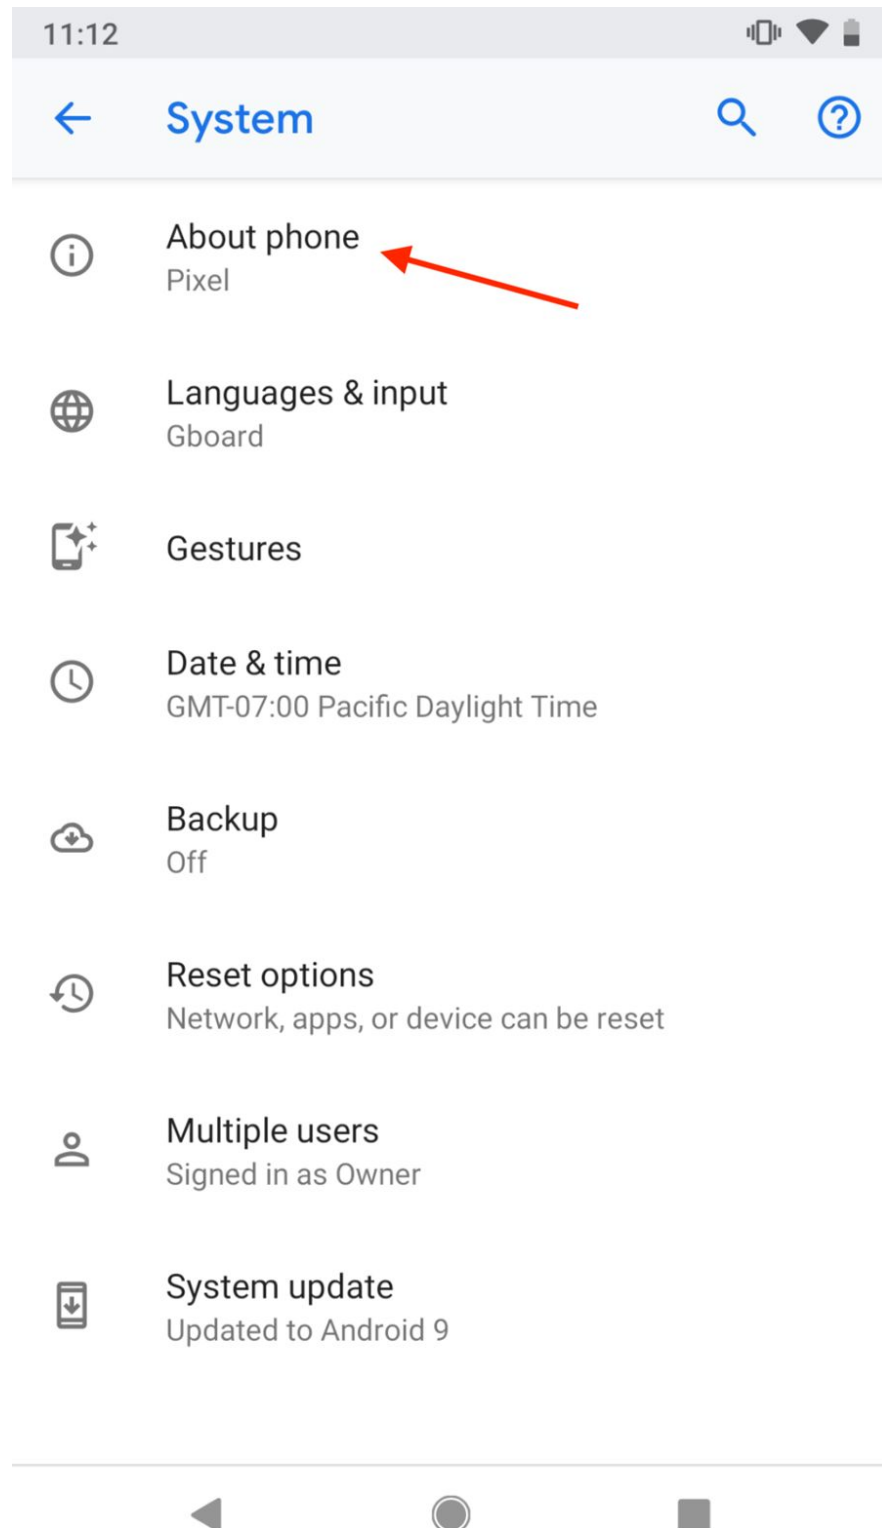 11:12
System
About phone
Pixel
Languages & input
Gboard
Gestures
Date & time
GMT-07:00 Pacific Daylight Time
Backup
Off
Reset options
Network, apps, or device can be reset
Multiple users
Signed in as Owner
System update
Updated to Android 9